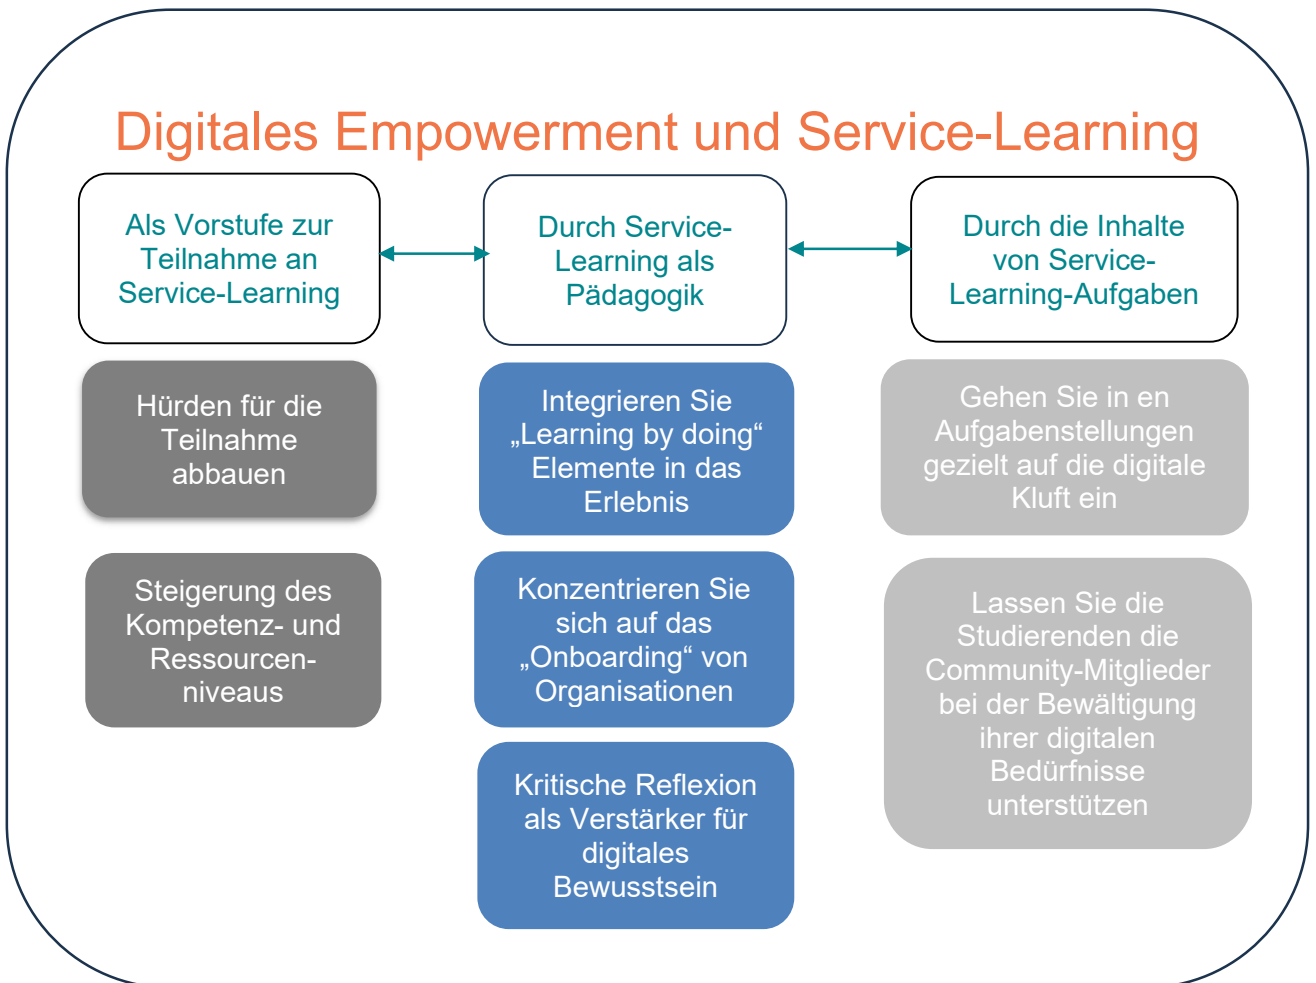 Digitales Empowerment und Service-Learning
Als Vorstufe zur
Teilnahme an
Service-Learning
Durch Service-
Learning als
Pädagogik
Durch die Inhalte
von Service-
Learning-Aufgaben
Hürden für die
Teilnahme
abbauen
Steigerung des
Kompetenz- und
Ressourcen-
niveaus
Integrieren Sie
„Learning by doing“
Elemente in das
Erlebnis
Konzentrieren Sie
sich auf das
„Onboarding“ von
Organisationen
Kritische Reflexion
als Verstärker für
digitales
Bewusstsein
Gehen Sie in en
Aufgabenstellungen
gezielt auf die digitale
Kluft ein
Lassen Sie die
Studierenden die
Community-Mitglieder
bei der Bewältigung
ihrer digitalen
Bedürfnisse
unterstützen